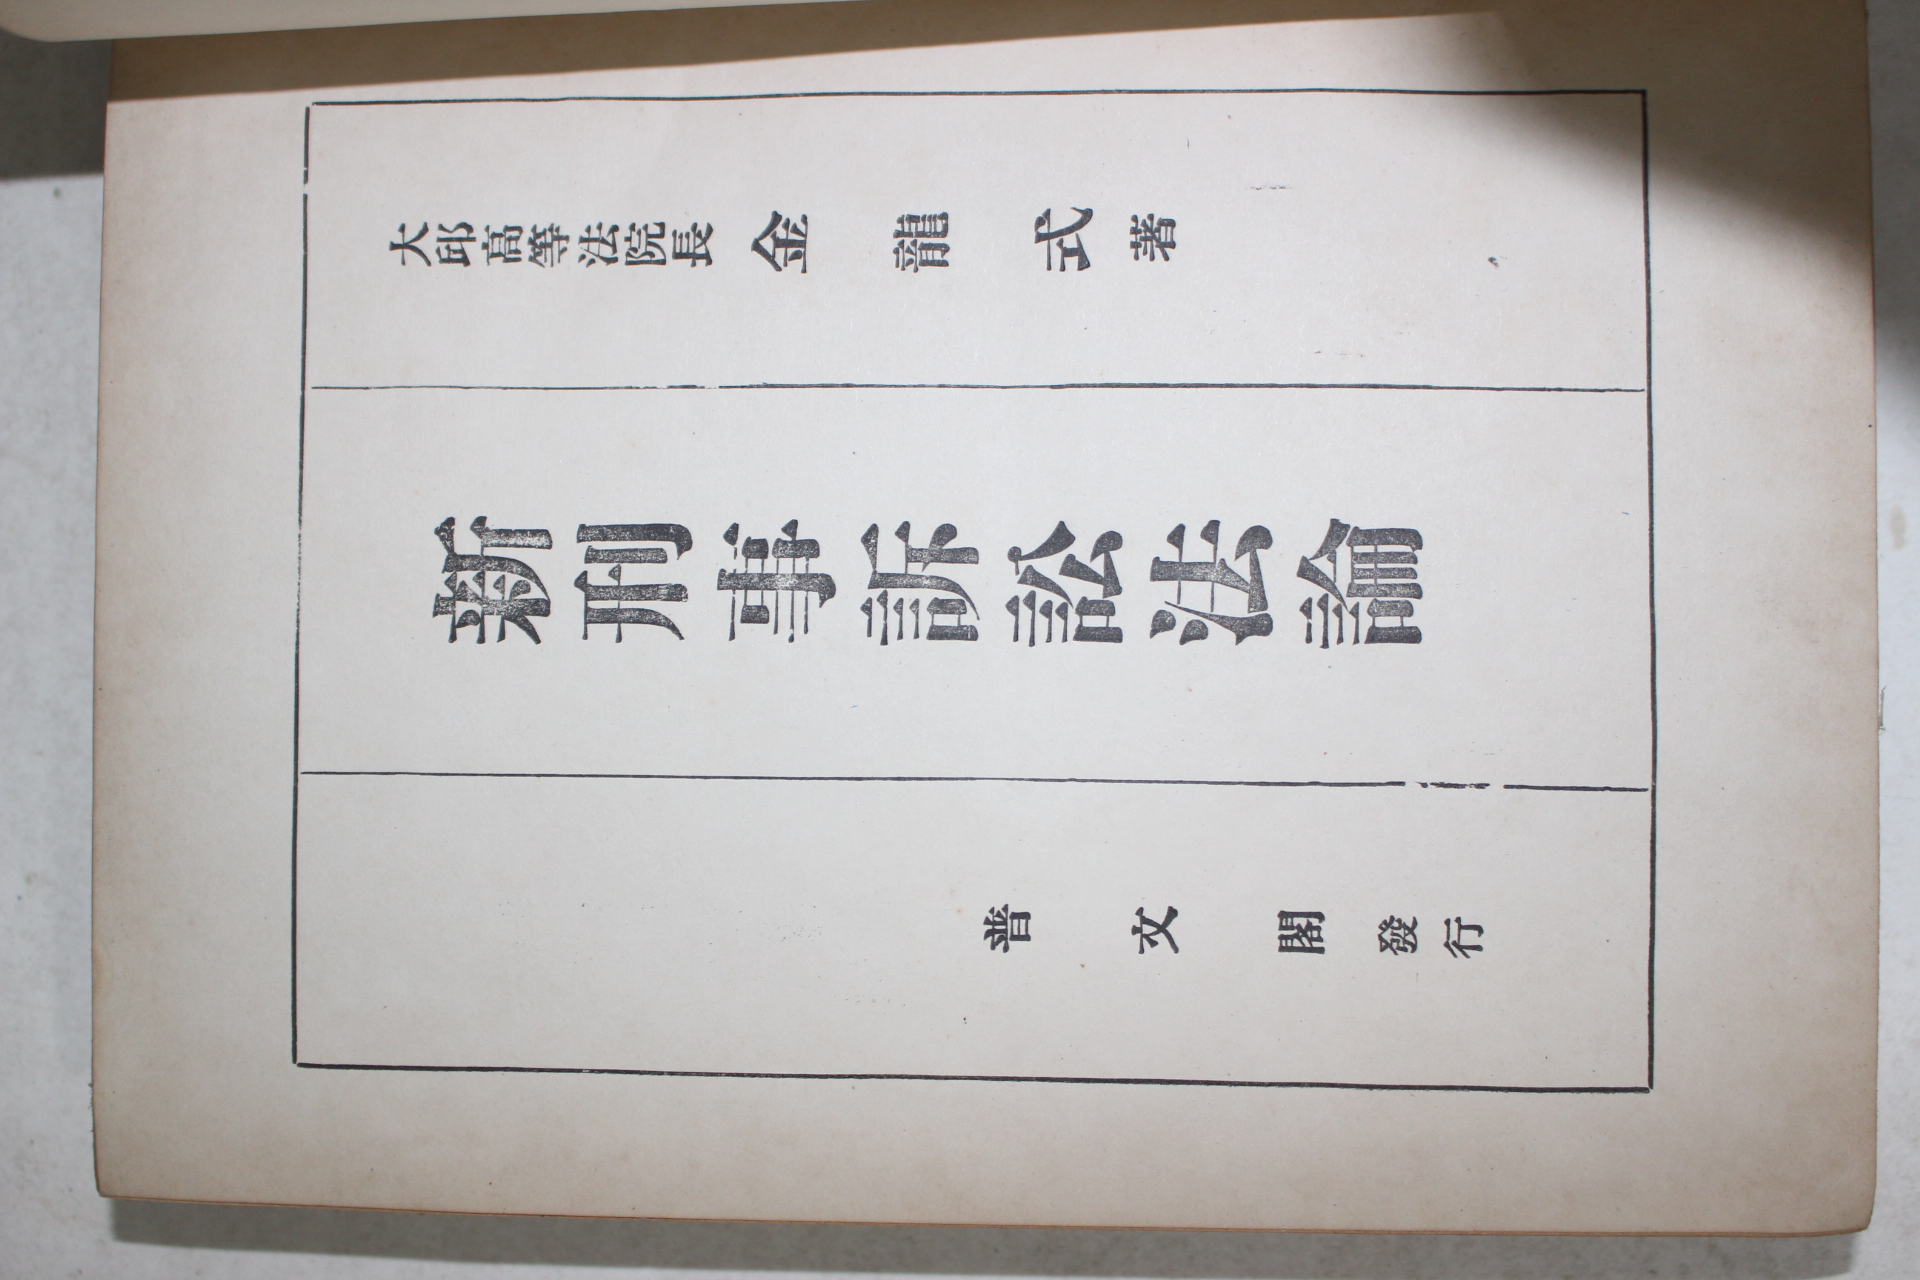 大邱高等法院長 金龍式 著
新刑事訴訟法論
普文閣發行